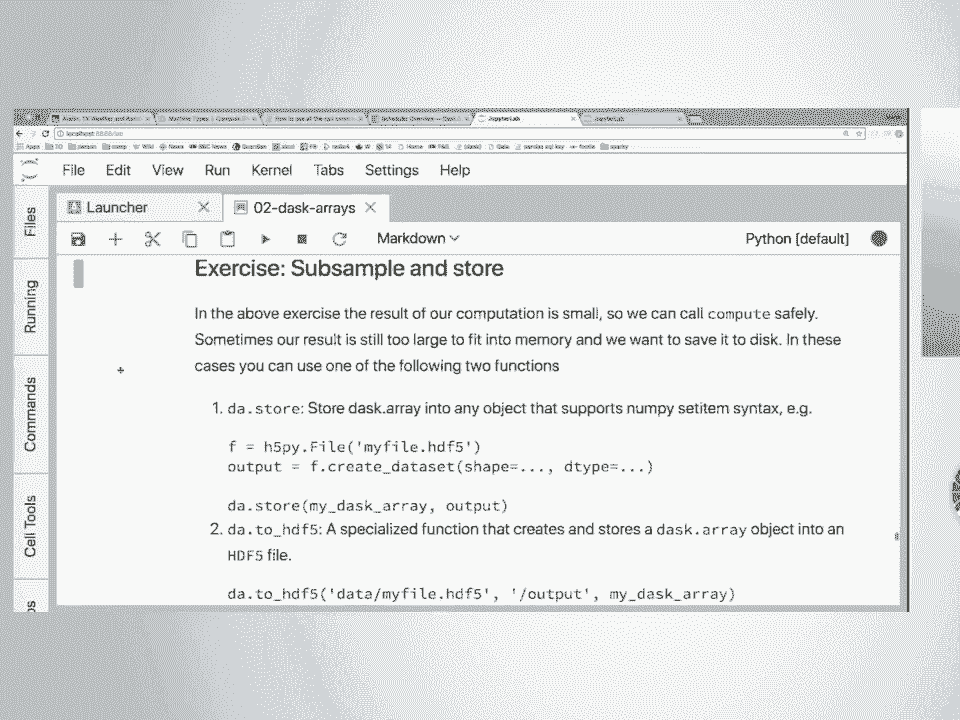 localhost:8888/lab
File Edit View Run Kernel Tabs Settings Help
Launcher
02-dask-arrays
Markdown
Python [default]
Files
Running
Commands
Cell Tools
Exercise: Subsample and store
In the above exercise the result of our computation is small, so we can call compute safely.
Sometimes our result is still too large to fit into memory and we want to save it to disk. In these
cases you can use one of the following two functions
1. da.store: Store dask.array into any object that supports numpy setitem syntax, e.g.
f = h5py.File('myfile.hdf5')
output = f.create_dataset(shape=..., dtype=...)
da.store(my_dask_array, output)
2. da.to_hdf5: A specialized function that creates and stores a dask.array object into an
HDF5 file.
da.to_hdf5('data/myfile.hdf5', '/output', my_dask_array)